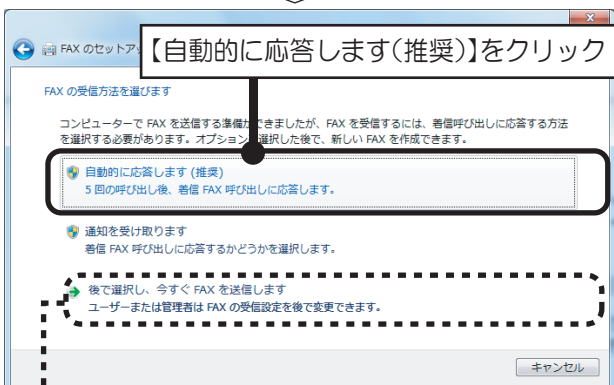 FAX のセットアッ
【自動的に応答します(推奨)】をクリック
FAX の受信方法を選びます
コンピューターで FAX を送信する準備ができましたが、FAX を受信するには、着信呼び出しに応答する方法
を選択する必要があります。オプションを選択した後で、新しい FAX を作成できます。
自動的に応答します (推奨)
5 回の呼び出し後、着信 FAX 呼び出しに応答します。
通知を受け取ります
着信 FAX 呼び出しに応答するかどうかを選択します。
後で選択し、今すぐ FAX を送信します
ユーザーまたは管理者は FAX の受信設定を後で変更できます。
キャンセル